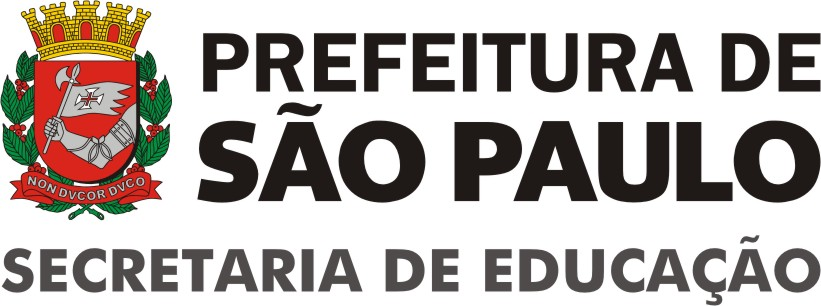 PREFEITURA DE
SÃO PAULO
NON DVCOR DVCO
SECRETARIA DE EDUCAÇÃO